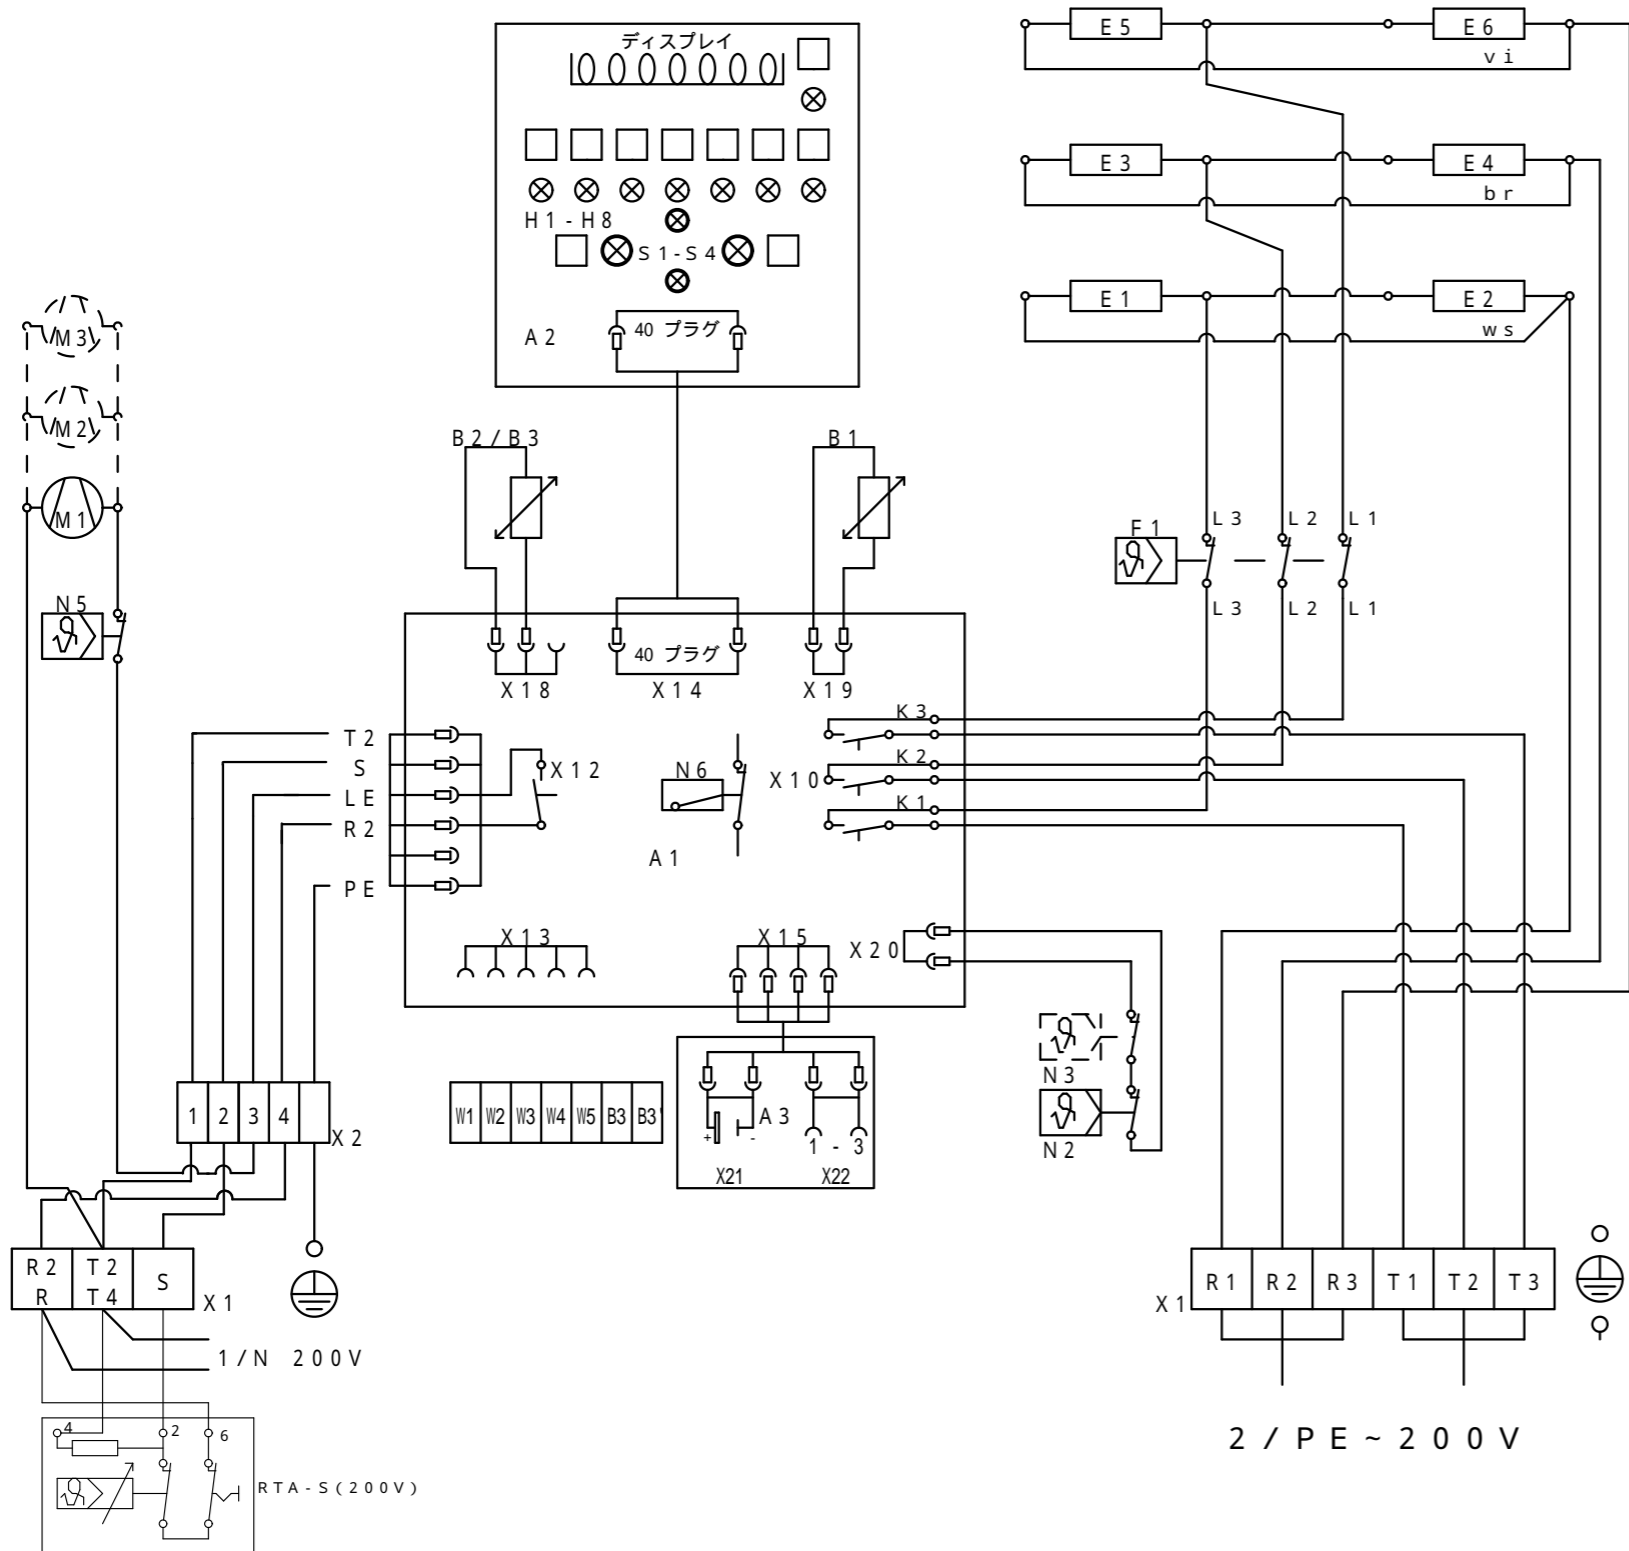 ディスプレイ
H1-H8
S1-S4
A2
40 プラグ
E5
E6
vi
E3
E4
br
E1
E2
ws
M3
M2
M1
N5
B2/B3
B1
F1
L3
L2
L1
L3
L2
L1
40 プラグ
X18
X14
X19
T2
S
LE
R2
PE
X12
N6
A1
X10
K3
K2
K1
X13
X15
X20
N3
N2
1
2
3
4
X2
W1
W2
W3
W4
W5
B3
B3'
A3
+
-
1 - 3
X21
X22
R2
R
T2
T4
S
X1
1/N 200V
4
2
6
RTA-S(200V)
X1
R1
R2
R3
T1
T2
T3
2/PE~200V